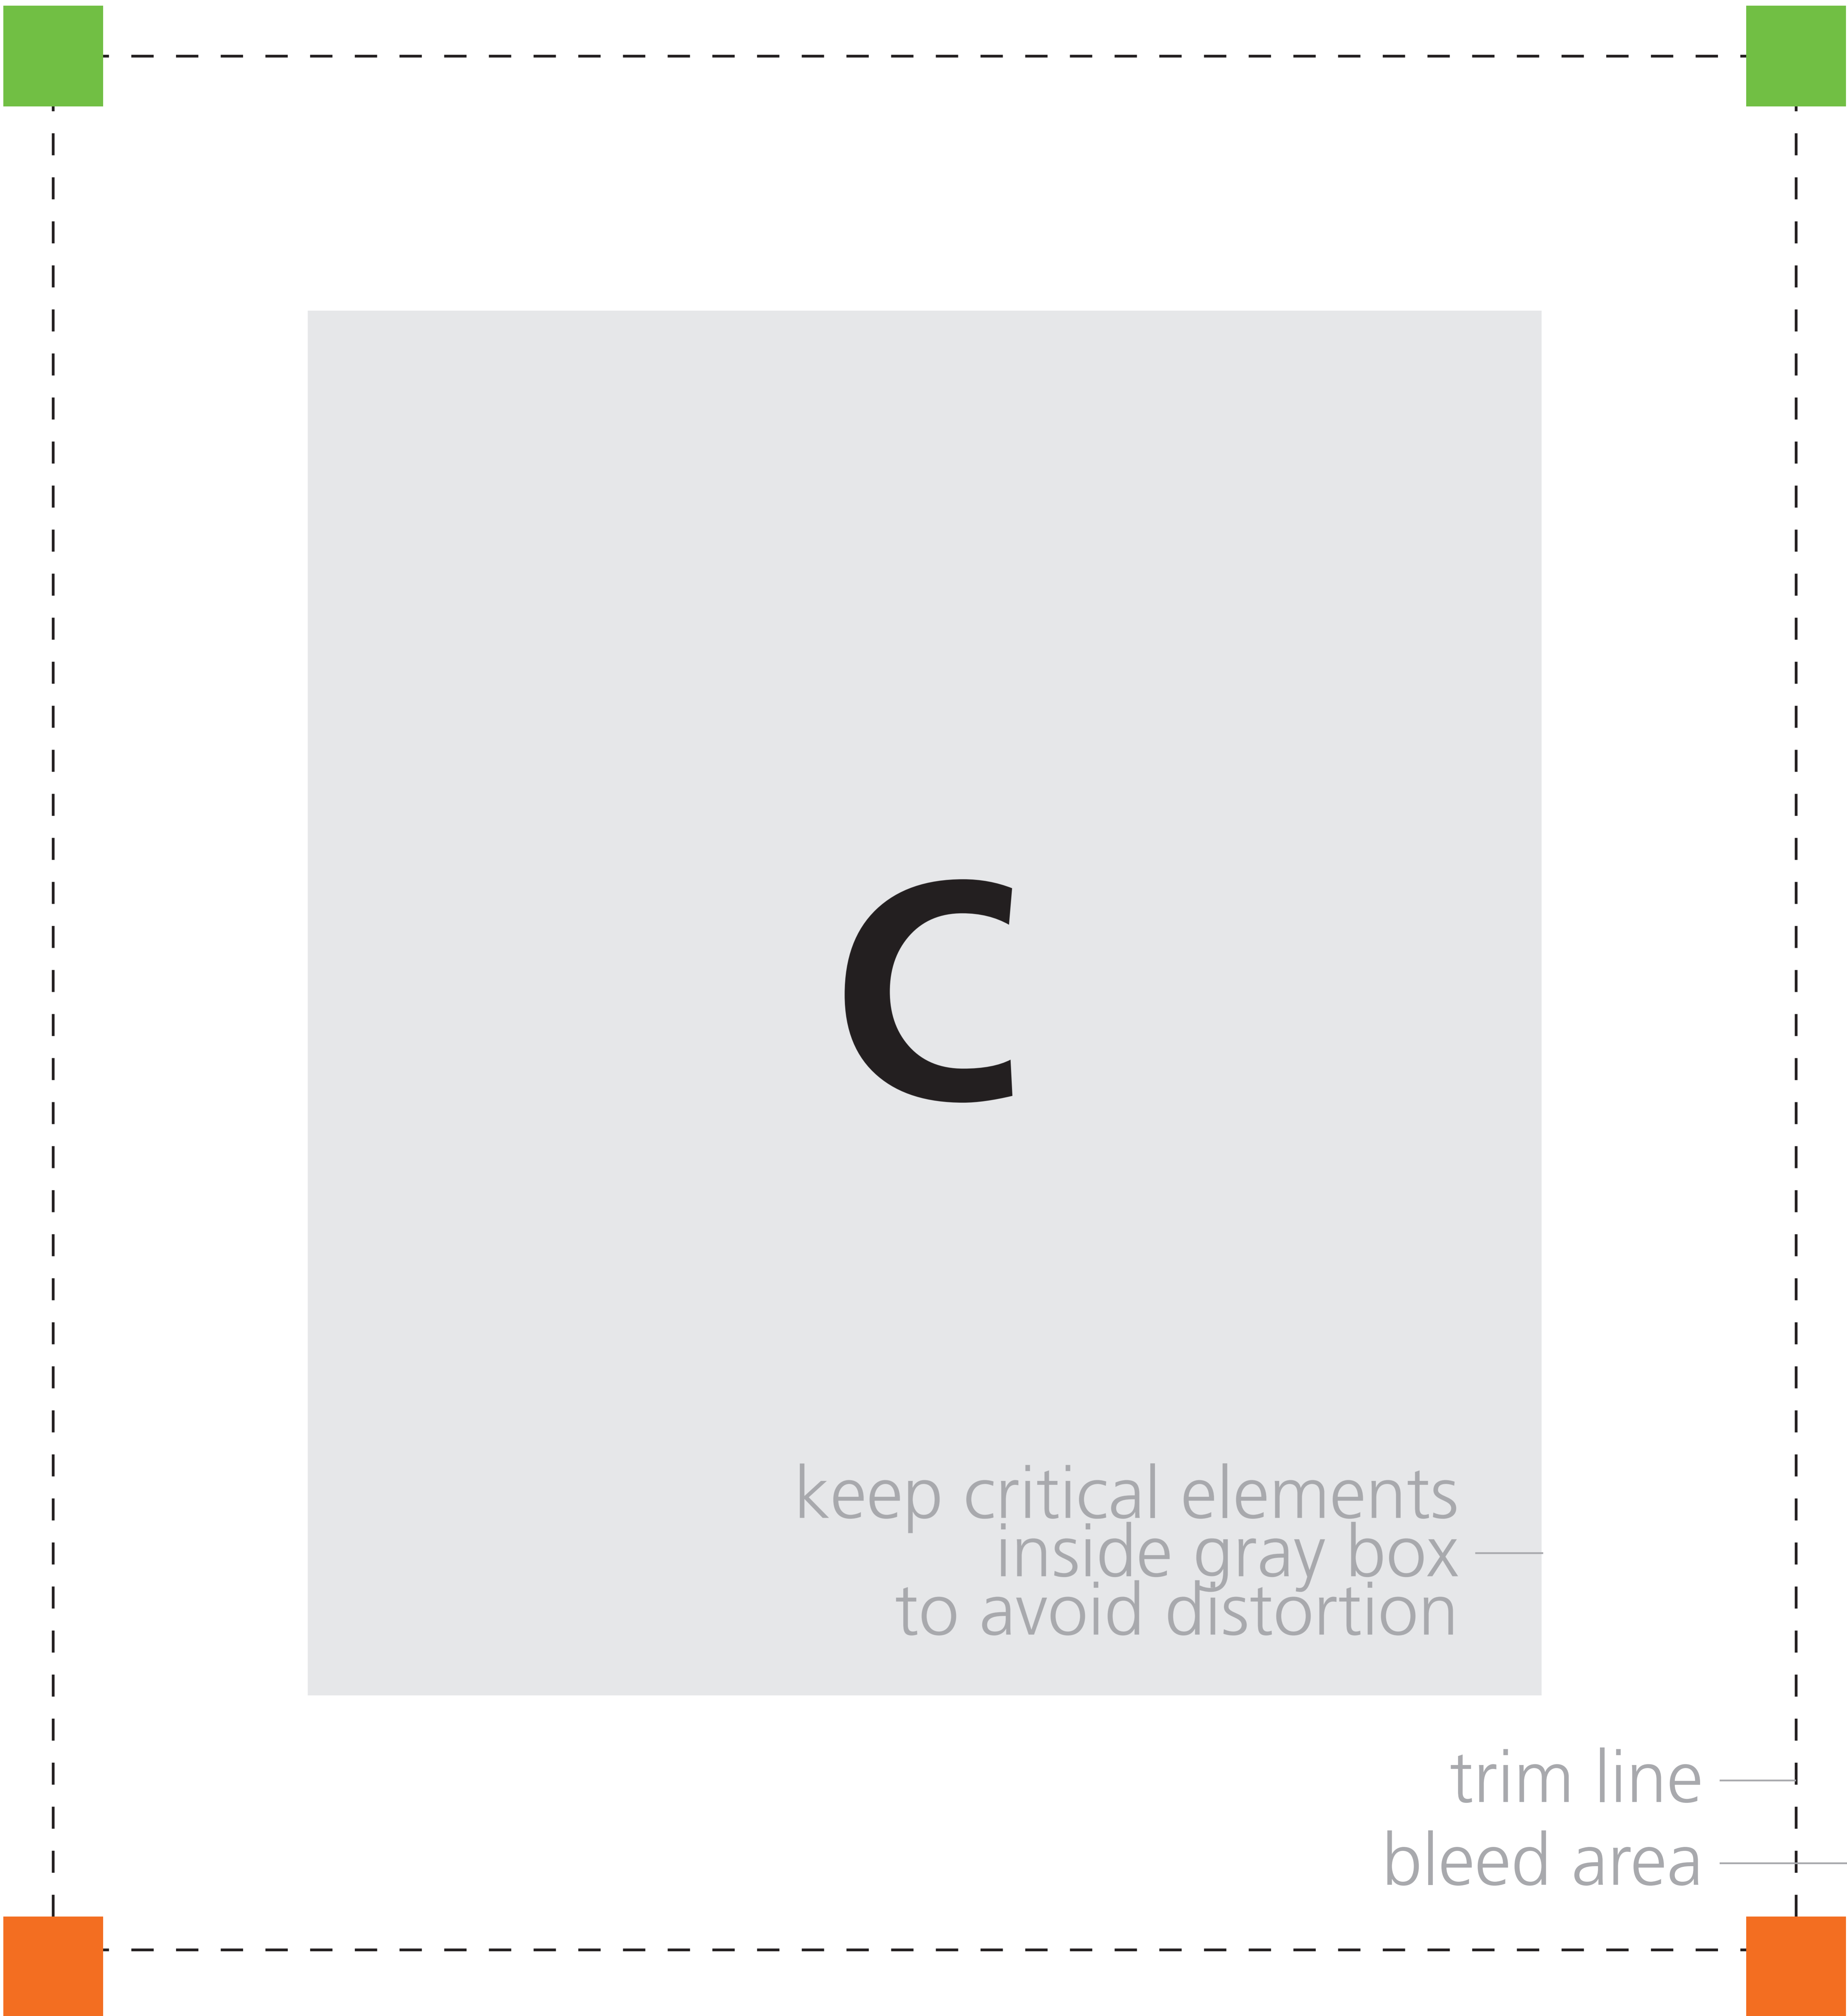 C
keep critical elements
inside gray box
to avoid distortion
trim line
bleed area